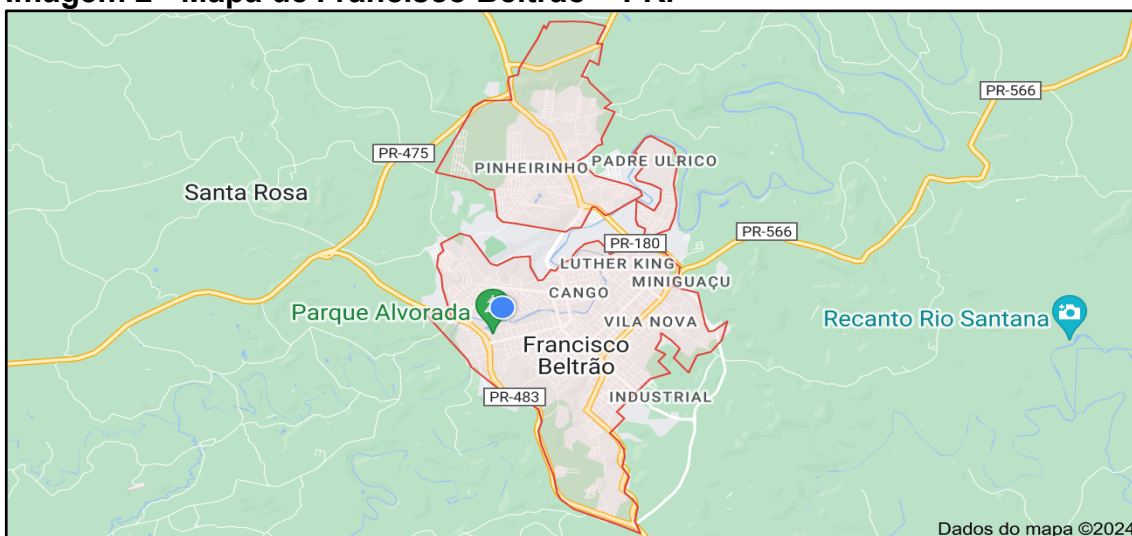 Imagem 2 - Mapa de Francisco Beltrão – PR.
PR-566
PR-475
PADRE ULRICO
PINHEIRINHO
Santa Rosa
PR-566
PR-180
LUTHER KING
MINIGUAÇU
CANGO
Parque Alvorada
VILA NOVA
Recanto Rio Santana
Francisco
Beltrão
PR-483
INDUSTRIAL
Dados do mapa ©2024